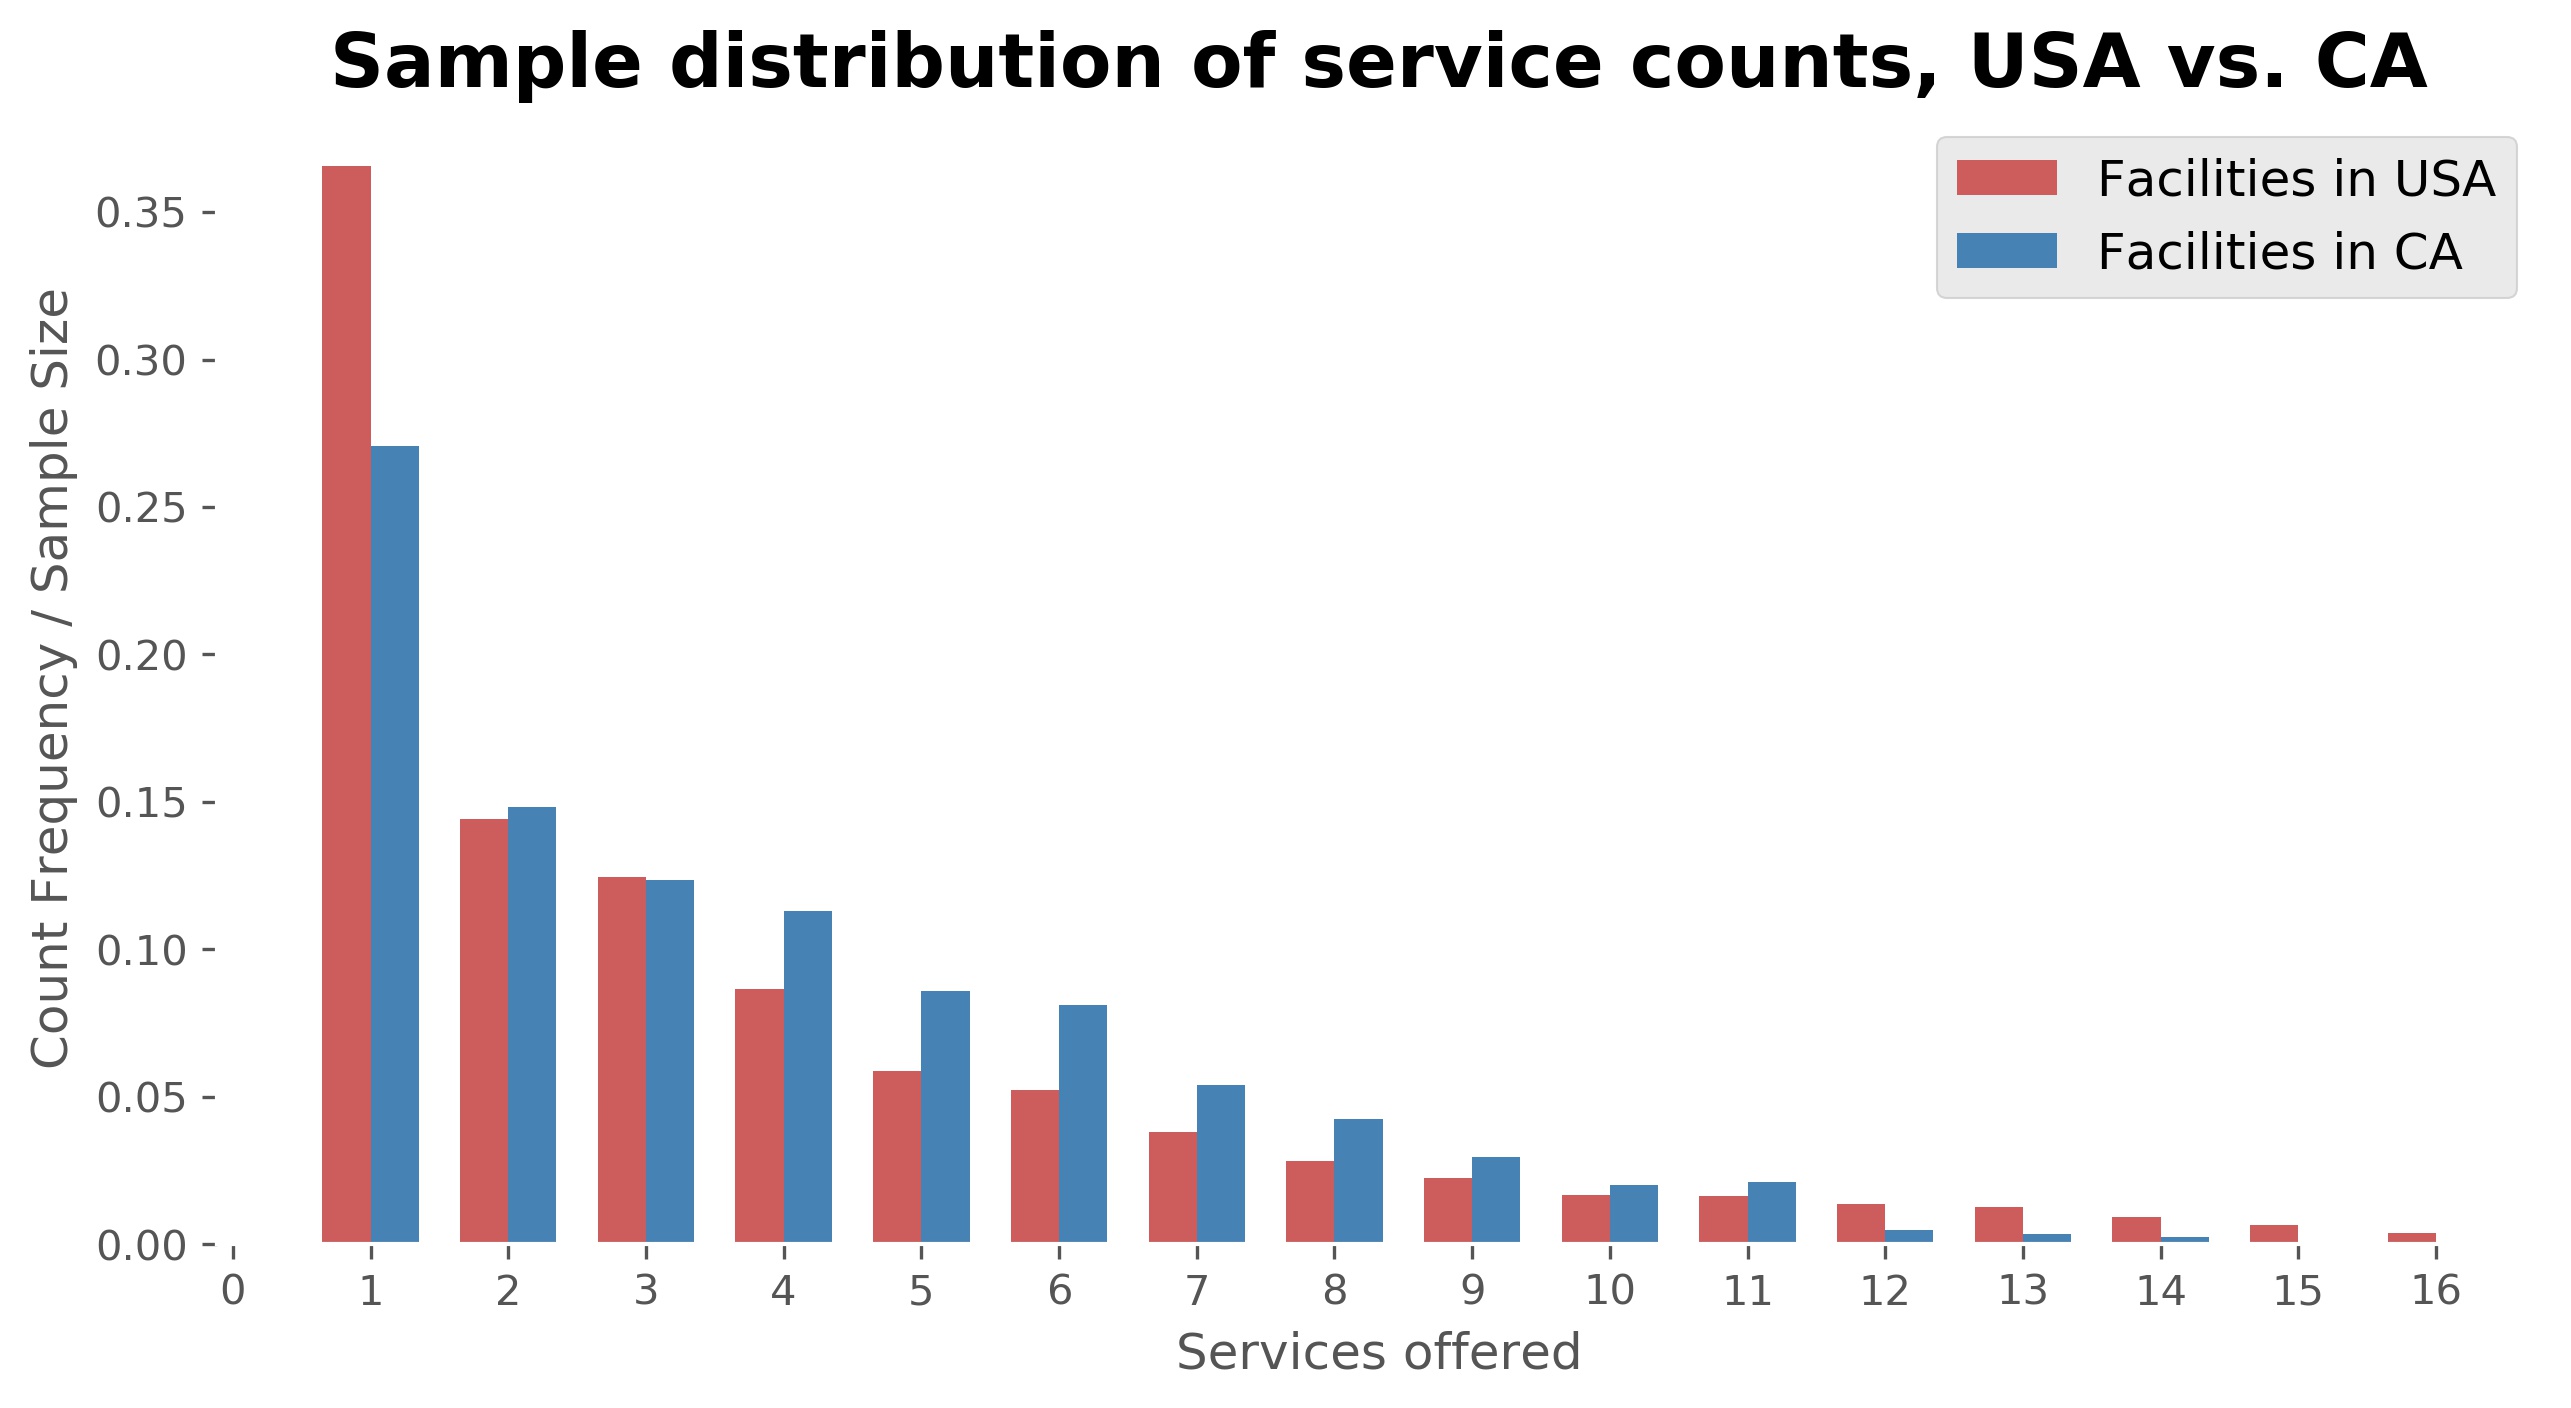 Sample distribution of service counts, USA vs. CA
Facilities in USA
Facilities in CA
Count Frequency / Sample Size
0.35
0.30
0.25
0.20
0.15
0.10
0.05
0.00
0 1 2 3 4 5 6 7 8 9 10 11 12 13 14 15 16
Services offered